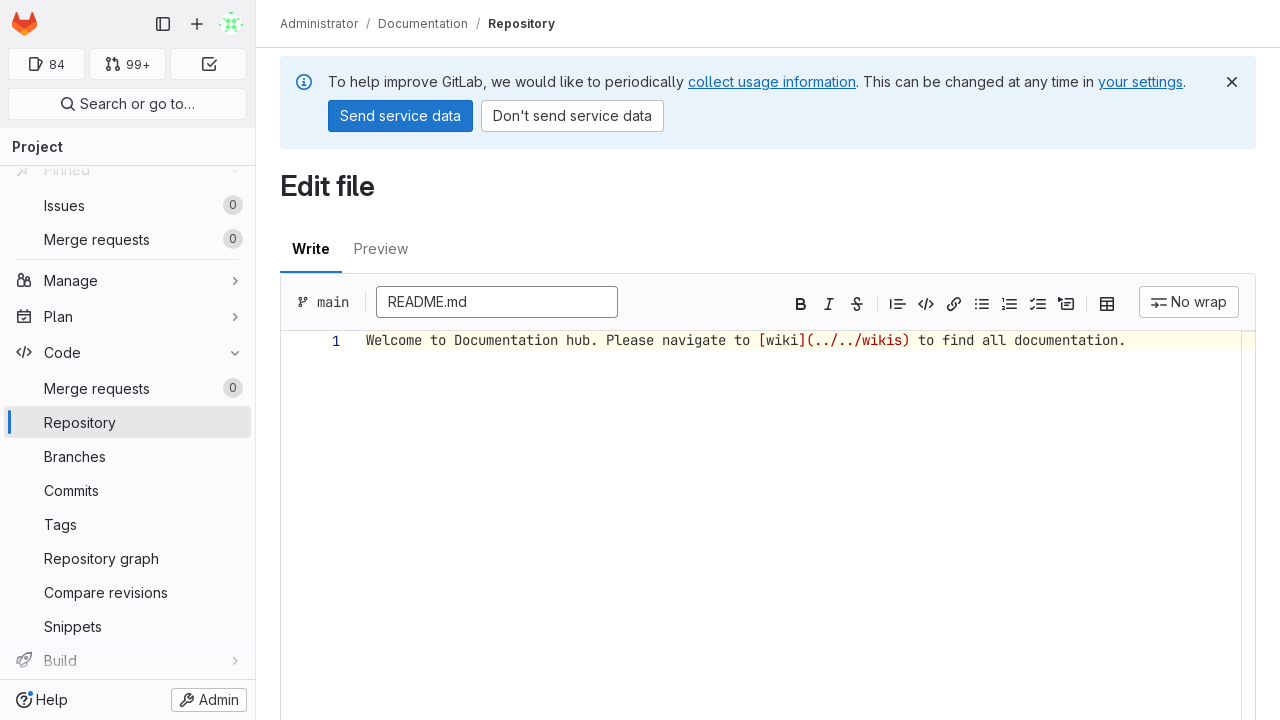 Administrator / Documentation / Repository
84
99+
Search or go to…
Project
Pinned
Issues 0
Merge requests 0
Manage
Plan
Code
Merge requests 0
Repository
Branches
Commits
Tags
Repository graph
Compare revisions
Snippets
Build
Help
Admin
To help improve GitLab, we would like to periodically collect usage information. This can be changed at any time in your settings.
Send service data
Don't send service data
Edit file
Write
Preview
main
README.md
No wrap
1 Welcome to Documentation hub. Please navigate to [wiki](../../wikis) to find all documentation.